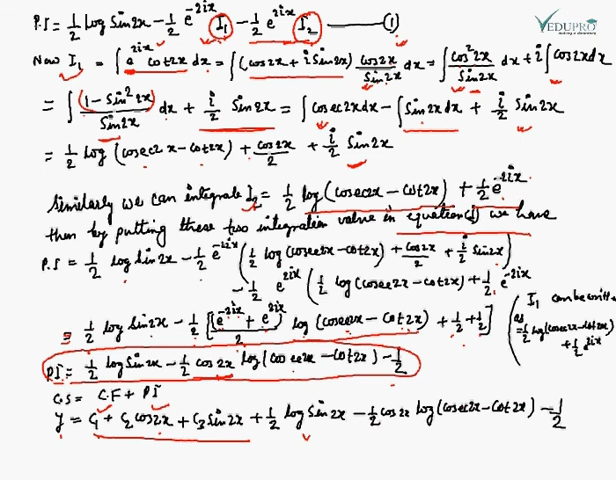 VEDUPRO
P.I = 1/2 log sin2x − 1/2 e^{-2ix} I₁ − 1/2 e^{2ix} I₂ —— ①
Now I₁ = ∫ e^{2ix} cot2x dx = ∫ (cos2x + i sin2x) cos2x/sin2x dx = ∫ cos²2x/sin2x dx + i ∫ cos2x dx
= ∫ (1 − sin²2x)/sin2x dx + i/2 sin2x = ∫ cosec2x dx − ∫ sin2x dx + i/2 sin2x
= 1/2 log (cosec2x − cot2x) + cos2x/2 + i/2 sin2x
Similarly we can integrate I₂ = 1/2 log(cosec2x − cot2x) + 1/2 e^{-2ix}
then by putting these two integration value in equation(1) we have
P.I = 1/2 log sin2x − 1/2 e^{-2ix} (1/2 log (cosec2x − cot2x) + cos2x/2 + i/2 sin2x)
− 1/2 e^{2ix} (1/2 log (cosec2x − cot2x) + 1/2 e^{-2ix}
= 1/2 log sin2x − 1/2 [(e^{-2ix} + e^{2ix})/2 log (cosec2x − cot2x) + 1/2 + 1/2]
(I₁ can be writte
as
= 1/2 log(cosec2x − cot2x)
+ 1/2 e^{2ix}
PI = 1/2 log sin2x − 1/2 cos2x log(cosec2x − cot2x) − 1/2
G.S = C.F + PI
y = C₁ + C₂ cos2x + C₃ sin2x + 1/2 log sin2x − 1/2 cos2x log(cosec2x − cot2x) − 1/2